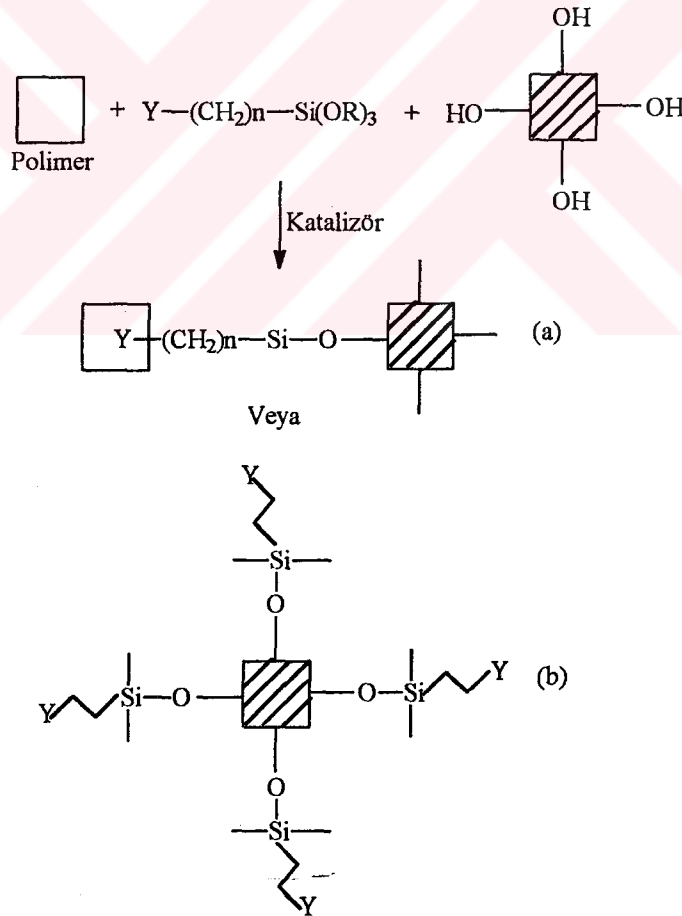 OH
+ Y—(CH2)n—Si(OR)3 + HO— —OH
Polimer
OH
Katalizör
Y—(CH2)n—Si—O— (a)
Veya
Y
Si
O
Y Si—O— —O—Si Y (b)
O
Si
Y